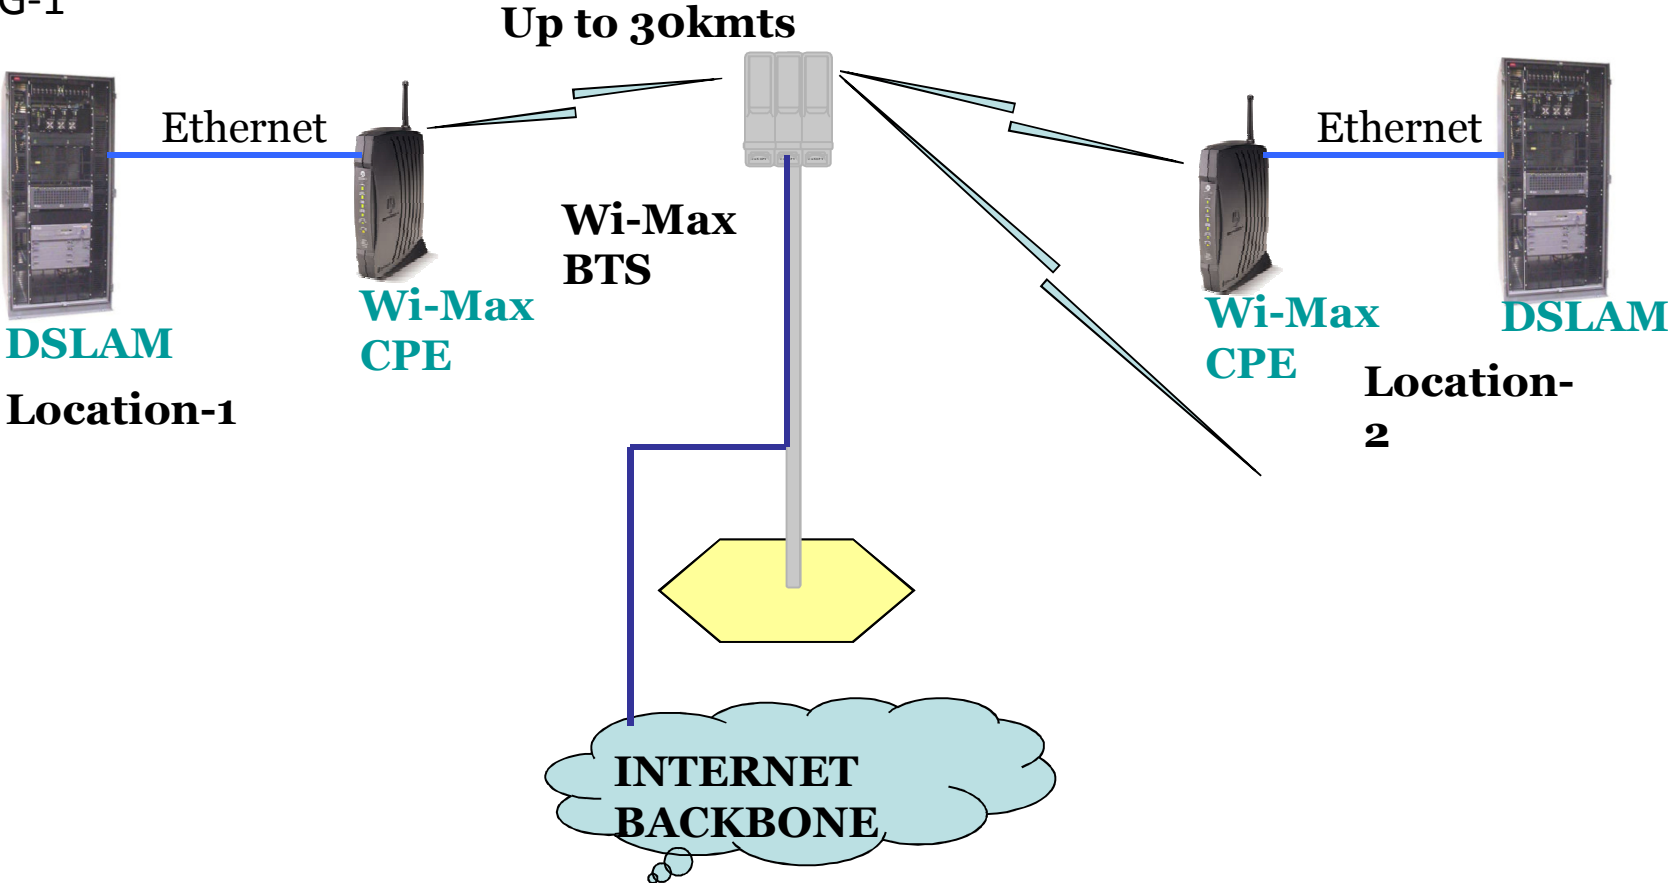 G-1
Up to 30kmts
Ethernet
Ethernet
Wi-Max
BTS
Wi-Max
CPE
Wi-Max
CPE
DSLAM
DSLAM
Location-1
Location-
2
INTERNET
BACKBONE